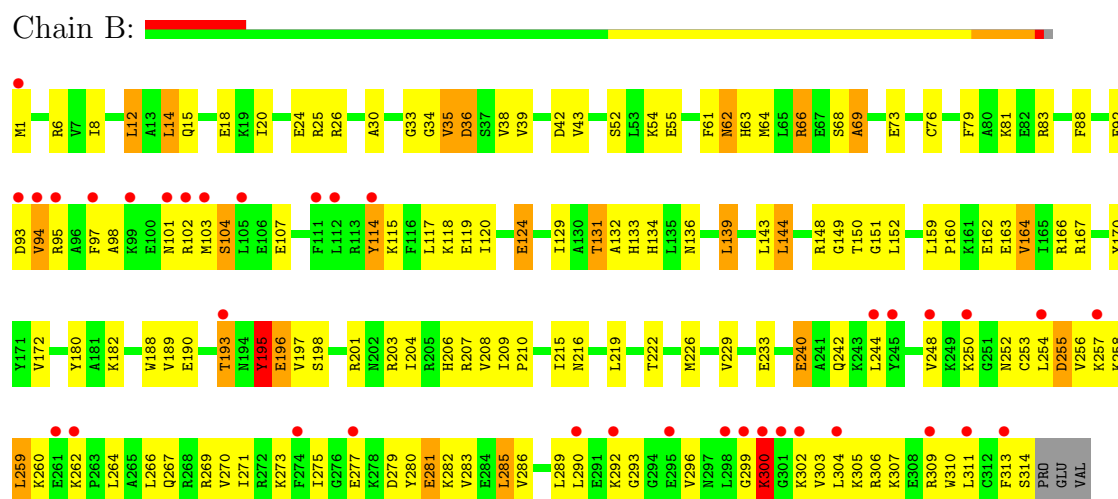 Chain B:
M1 R6 V7 I8 L12 A13 L14 Q15 E18 K19 I20 E24 R25 R26 A30 G33 G34 V35 D36 S37 V38 V39 D42 V43 S52 L53 K54 E55 F61 N62 H63 M64 L65 R66 E67 S68 A69 E73 C76 F79 A80 K81 E82 R83 F88
D93 V94 R95 A96 F97 A98 K99 E100 N101 R102 M103 S104 L105 E106 E107 F111 L112 R113 Y114 K115 F116 L117 K118 E119 I120 E124 I129 A130 T131 A132 H133 H134 L135 N136 L139 L143 L144 R148 G149 T150 G151 L152 L159 P160 K161 E162 E163 V164 I165 R166 R167
Y171 V172 Y180 A181 K182 W188 V189 E190 T193 N194 Y195 E196 V197 S198 R201 N202 R203 I204 R205 H206 R207 V208 I209 P210 I215 N216 L219 T222 M226 V229 E233 E240 A241 Q242 K243 L244 Y245 V248 K249 K250 G251 N252 C253 L254 D255 V256 K257
L259 K260 E261 K262 P263 L264 A265 L266 Q267 R268 R269 V270 I271 R272 K273 F274 I275 G276 E277 K278 D279 Y280 E281 K282 V283 E284 L285 V286 L289 L290 E291 K292 G293 G294 E295 V296 N297 L298 G299 K300 G301 K302 V303 L304 K305 R306 K307 E308 R309 W310 L311 C312 F313 S314 PRO GLU VAL